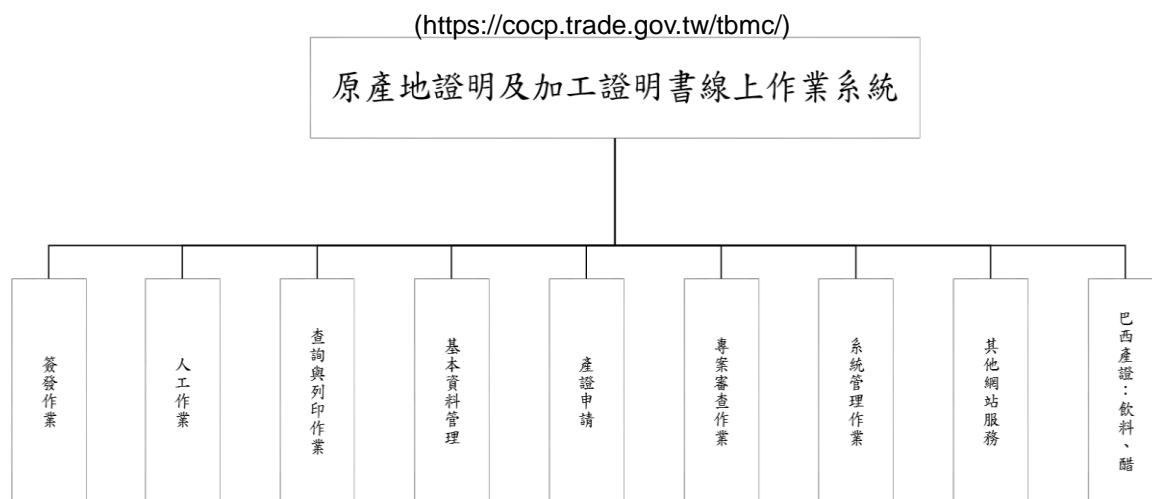 (https://cocp.trade.gov.tw/tbmc/)
原產地證明及加工證明書線上作業系統
簽發作業
人工作業
查詢與列印作業
基本資料管理
產證申請
專案審查作業
系統管理作業
其他網站服務
巴西產證：飲料、醋